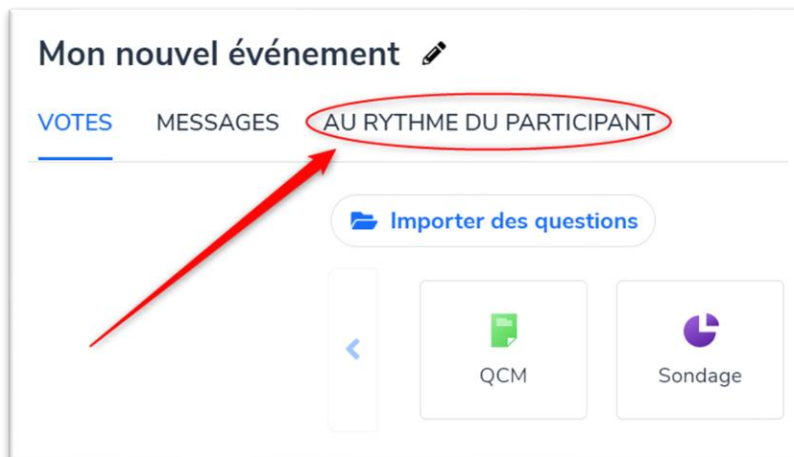 Mon nouvel événement
VOTES MESSAGES AU RYTHME DU PARTICIPANT
Importer des questions
QCM Sondage